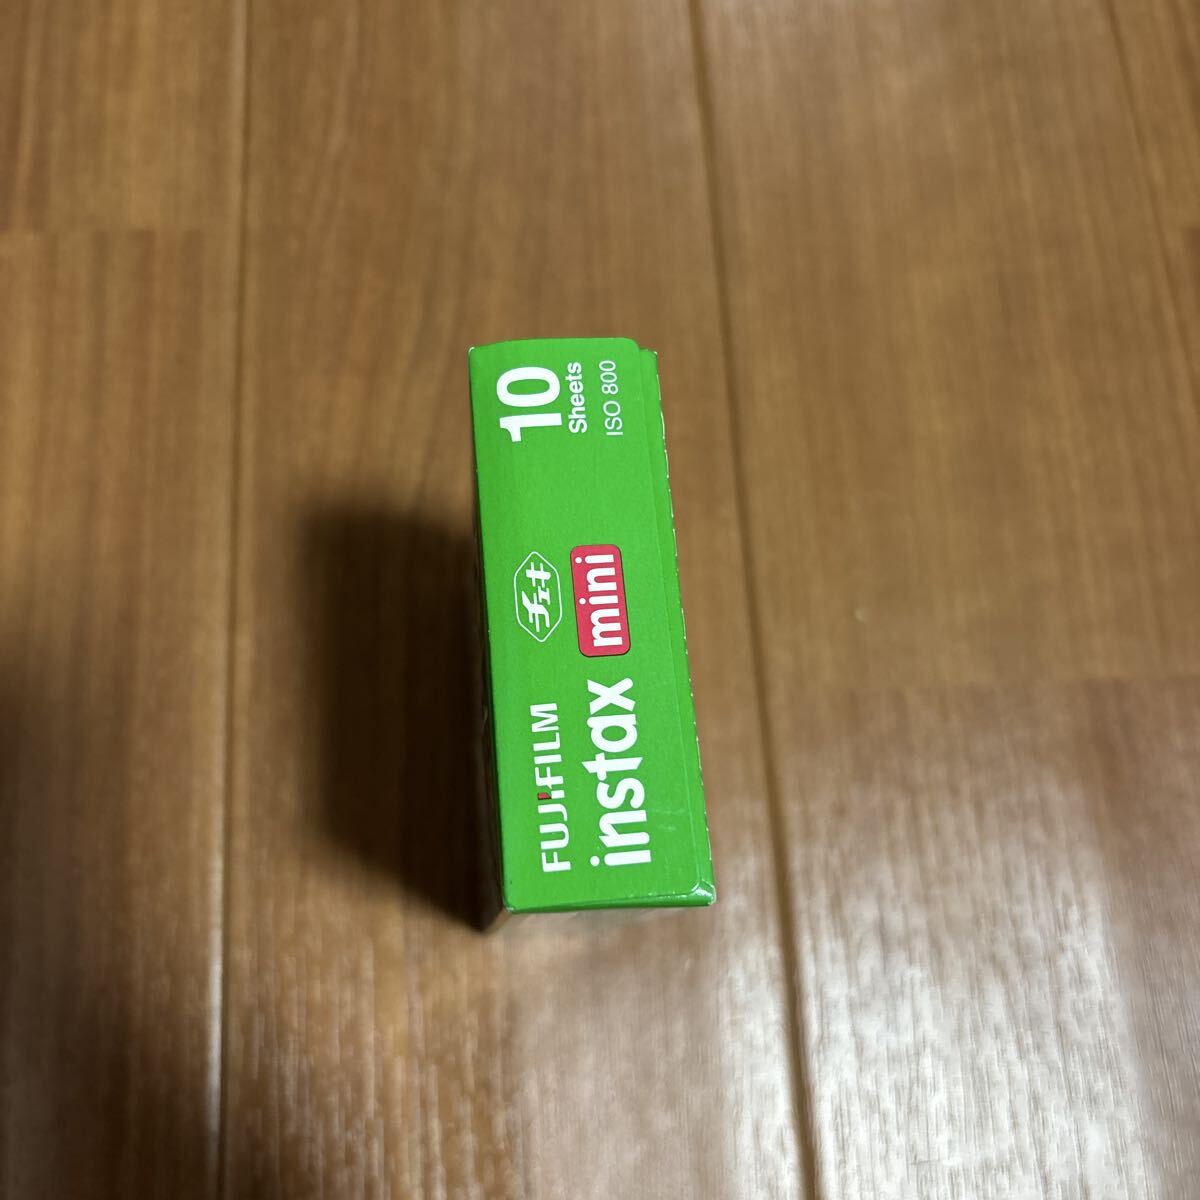 FUJIFILM
チェキ
instax mini
10
Sheets
ISO 800